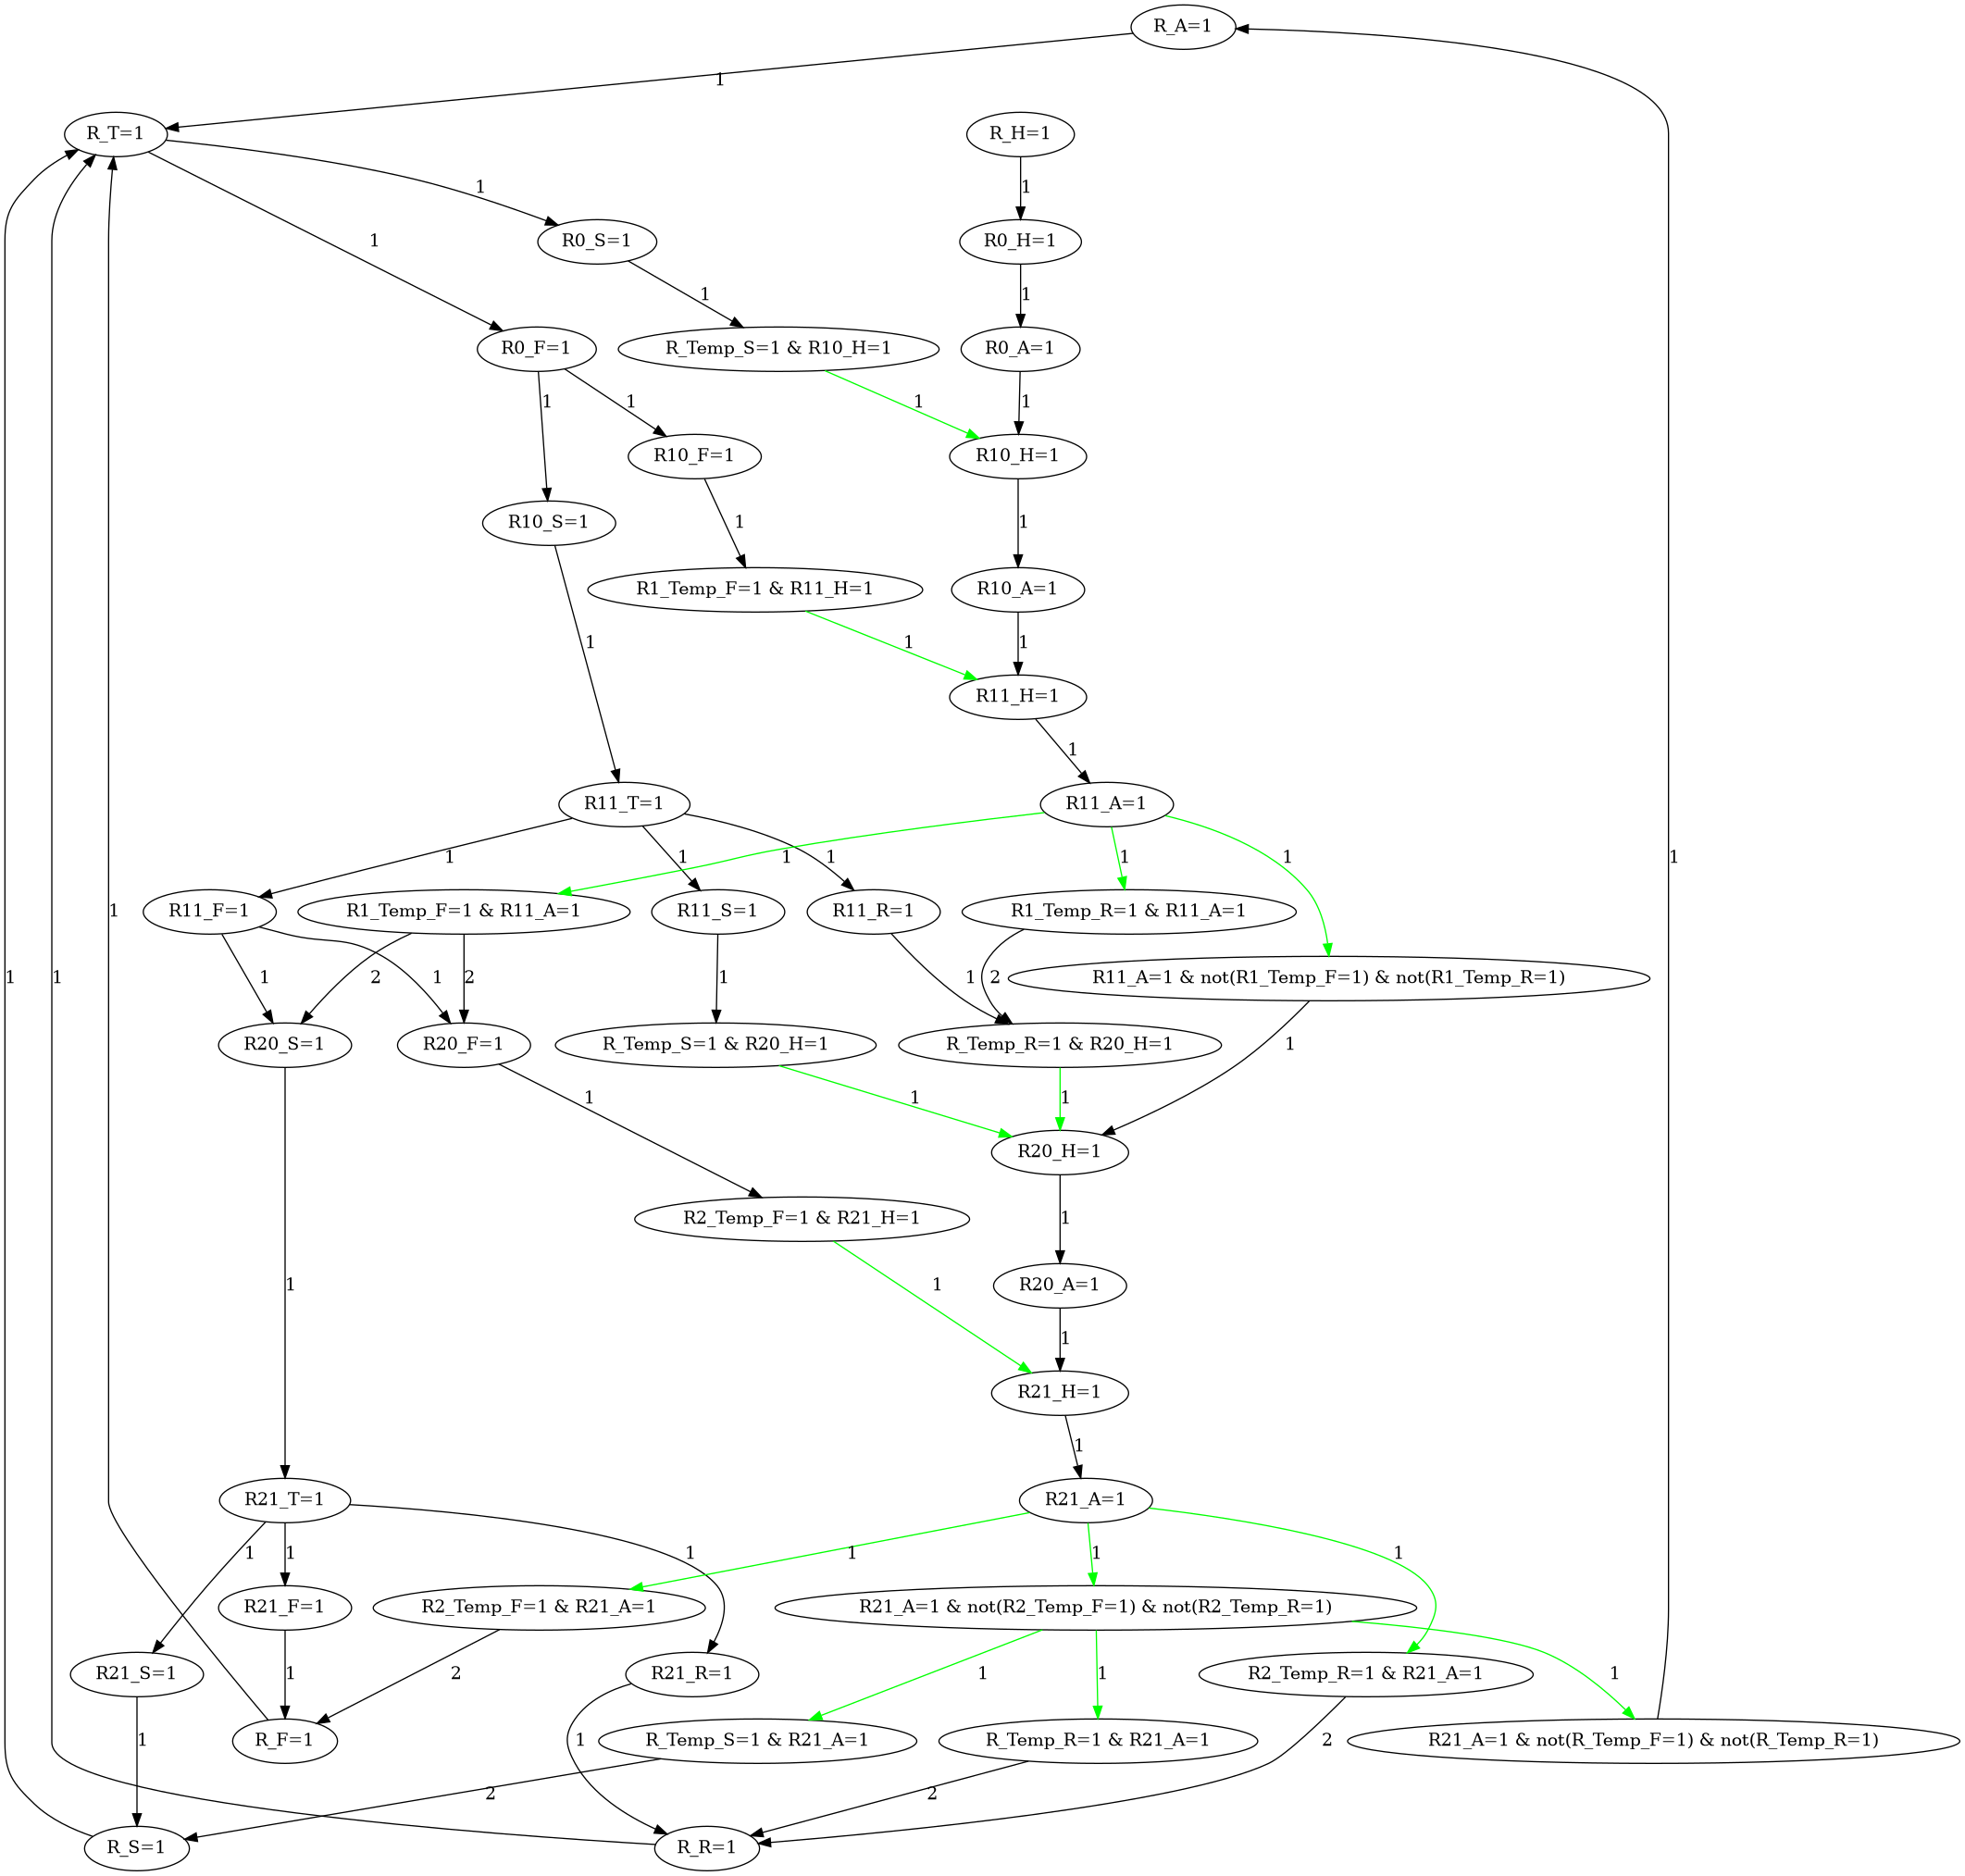 R_A=1
1
R_T=1
R_H=1
1
1
1
R0_S=1
R0_H=1
1
1
R0_F=1
R_Temp_S=1 & R10_H=1
R0_A=1
1
1
1
1
R10_F=1
R10_H=1
R10_S=1
1
1
R1_Temp_F=1 & R11_H=1
R10_A=1
1
1
1
R11_H=1
1
R11_T=1
R11_A=1
1
1
1
1
1
1
R11_F=1
R1_Temp_F=1 & R11_A=1
R11_S=1
R11_R=1
R1_Temp_R=1 & R11_A=1
1
1
1
1
2
1
2
1
1
2
R11_A=1 & not(R1_Temp_F=1) & not(R1_Temp_R=1)
R20_S=1
R20_F=1
R_Temp_S=1 & R20_H=1
R_Temp_R=1 & R20_H=1
1
1
1
1
R20_H=1
R2_Temp_F=1 & R21_H=1
1
1
1
R20_A=1
1
R21_H=1
1
R21_T=1
R21_A=1
1
1
1
1
1
1
R21_F=1
R2_Temp_F=1 & R21_A=1
R21_A=1 & not(R2_Temp_F=1) & not(R2_Temp_R=1)
R21_S=1
1
2
R21_R=1
1
1
R2_Temp_R=1 & R21_A=1
1
1
R_F=1
1
R_Temp_S=1 & R21_A=1
R_Temp_R=1 & R21_A=1
2
R21_A=1 & not(R_Temp_F=1) & not(R_Temp_R=1)
2
2
R_S=1
R_R=1